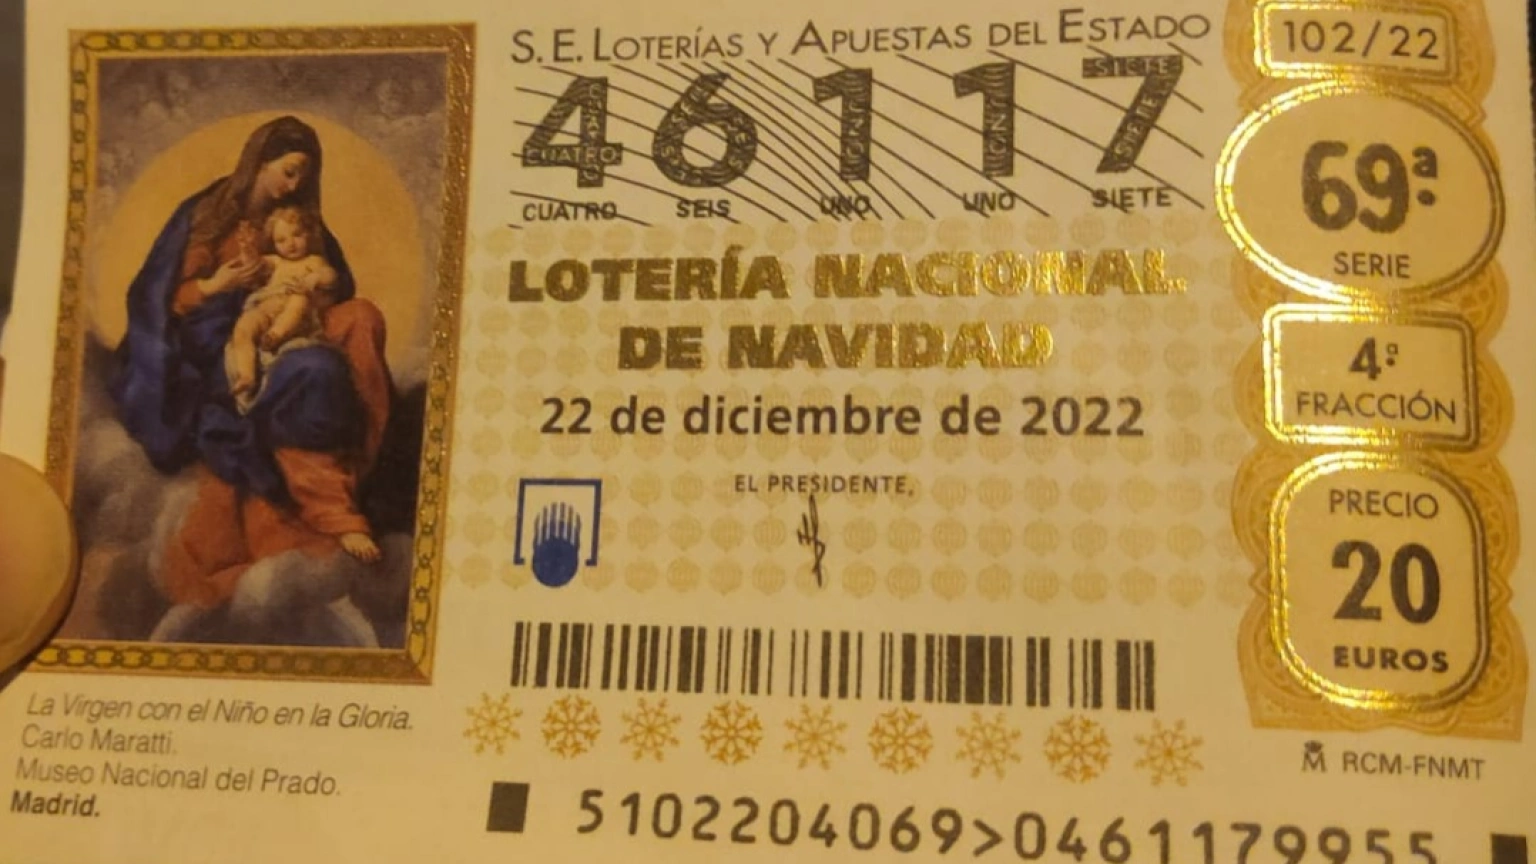 S.E. LOTERÍAS Y APUESTAS DEL ESTADO
46117
CUATRO SEIS UNO UNO SIETE
LOTERÍA NACIONAL
DE NAVIDAD
22 de diciembre de 2022
EL PRESIDENTE,
102/22
69ª
SERIE
4ª
FRACCIÓN
PRECIO
20
EUROS
RCM-FNMT
La Virgen con el Niño en la Gloria.
Carlo Maratti.
Museo Nacional del Prado.
Madrid.
5102204069>0461179955